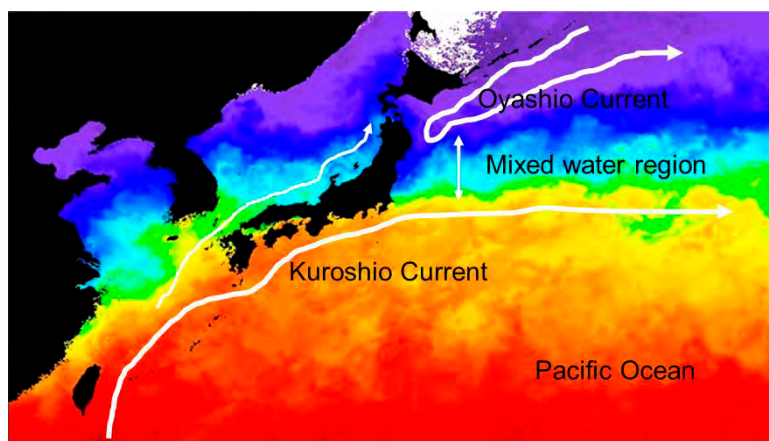 Oyashio Current
Mixed water region
Kuroshio Current
Pacific Ocean